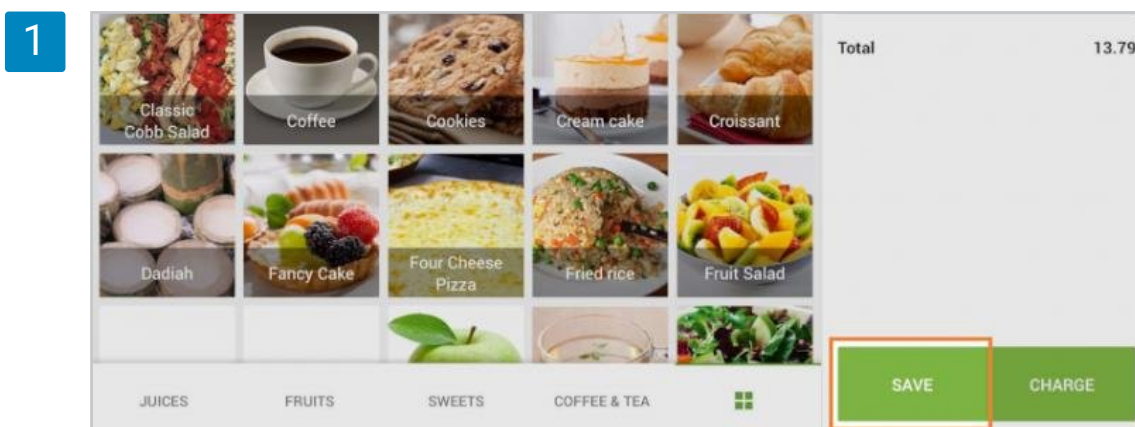 1
Total 13.79
Classic
Cobb Salad
Coffee
Cookies
Cream cake
Croissant
Dadiah
Fancy Cake
Four Cheese
Pizza
Fried rice
Fruit Salad
SAVE
CHARGE
JUICES
FRUITS
SWEETS
COFFEE & TEA